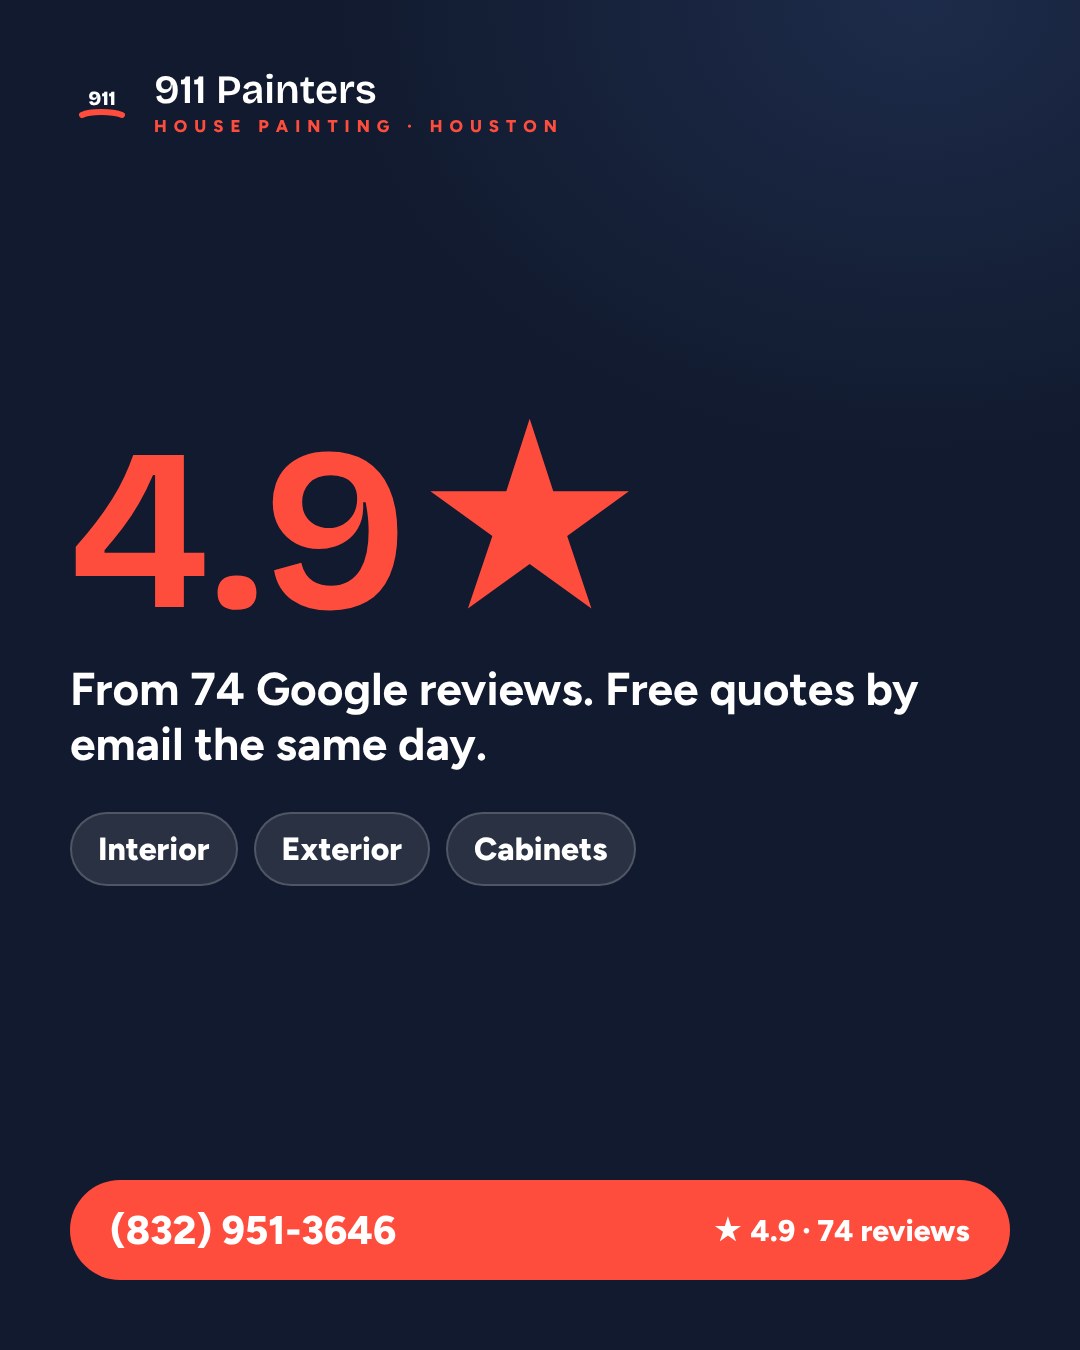 911
911 Painters
HOUSE PAINTING · HOUSTON
4.9★
From 74 Google reviews. Free quotes by
email the same day.
Interior
Exterior
Cabinets
(832) 951-3646
★ 4.9 · 74 reviews